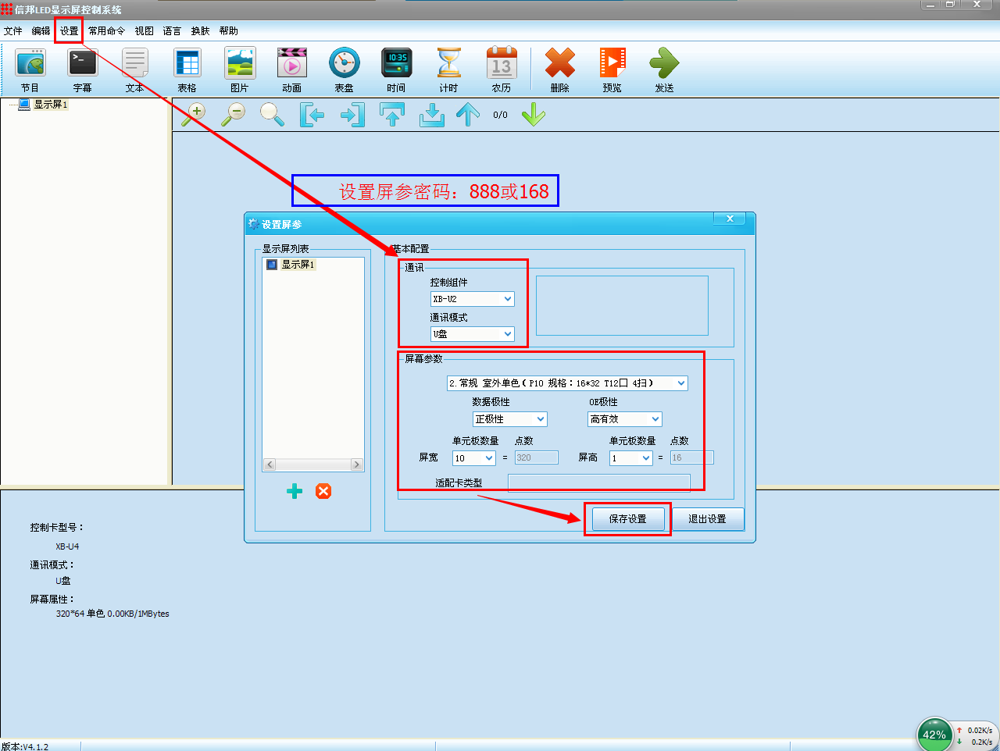 信邦LED显示屏控制系统
文件 编辑 设置 常用命令 视图 语言 换肤 帮助
10:35
13
节目 字幕 文本 表格 图片 动画 表盘 时间 计时 农历 删除 预览 发送
显示屏1
0/0
设置屏参密码：888或168
设置屏参
显示屏列表
显示屏1
基本配置
通讯
控制组件
XB-U2
通讯模式
U盘
屏幕参数
2.常规 室外单色(P10 规格：16*32 T12口 4扫)
数据极性 OE极性
正极性 高有效
单元板数量 点数 单元板数量 点数
屏宽 10 = 320 屏高 1 = 16
适配卡类型
保存设置 退出设置
控制卡型号：
XB-U4
通讯模式：
U盘
屏幕属性：
320*64 单色 0.00KB/1MBytes
42%
0.02K/s
0.2K/s
版本:V4.1.2